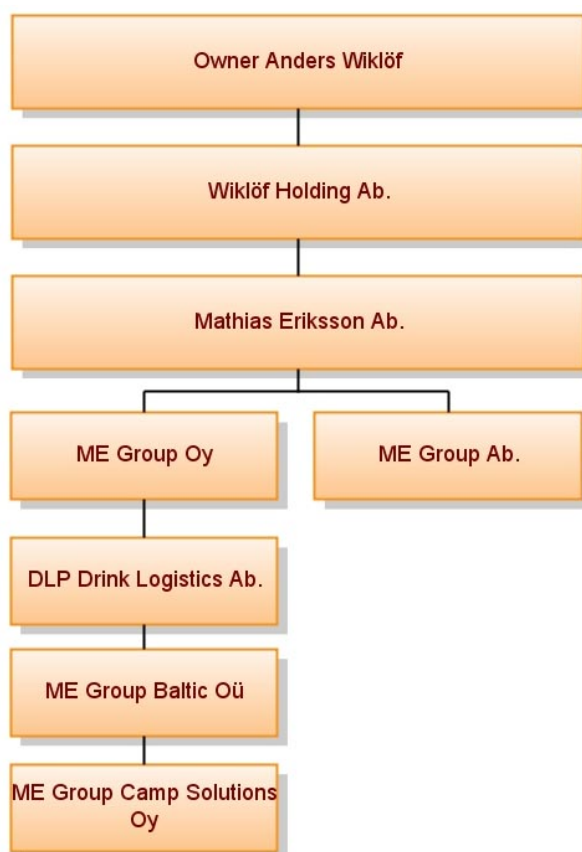 Owner Anders Wiklöf
Wiklöf Holding Ab.
Mathias Eriksson Ab.
ME Group Oy
ME Group Ab.
DLP Drink Logistics Ab.
ME Group Baltic Oü
ME Group Camp Solutions
Oy